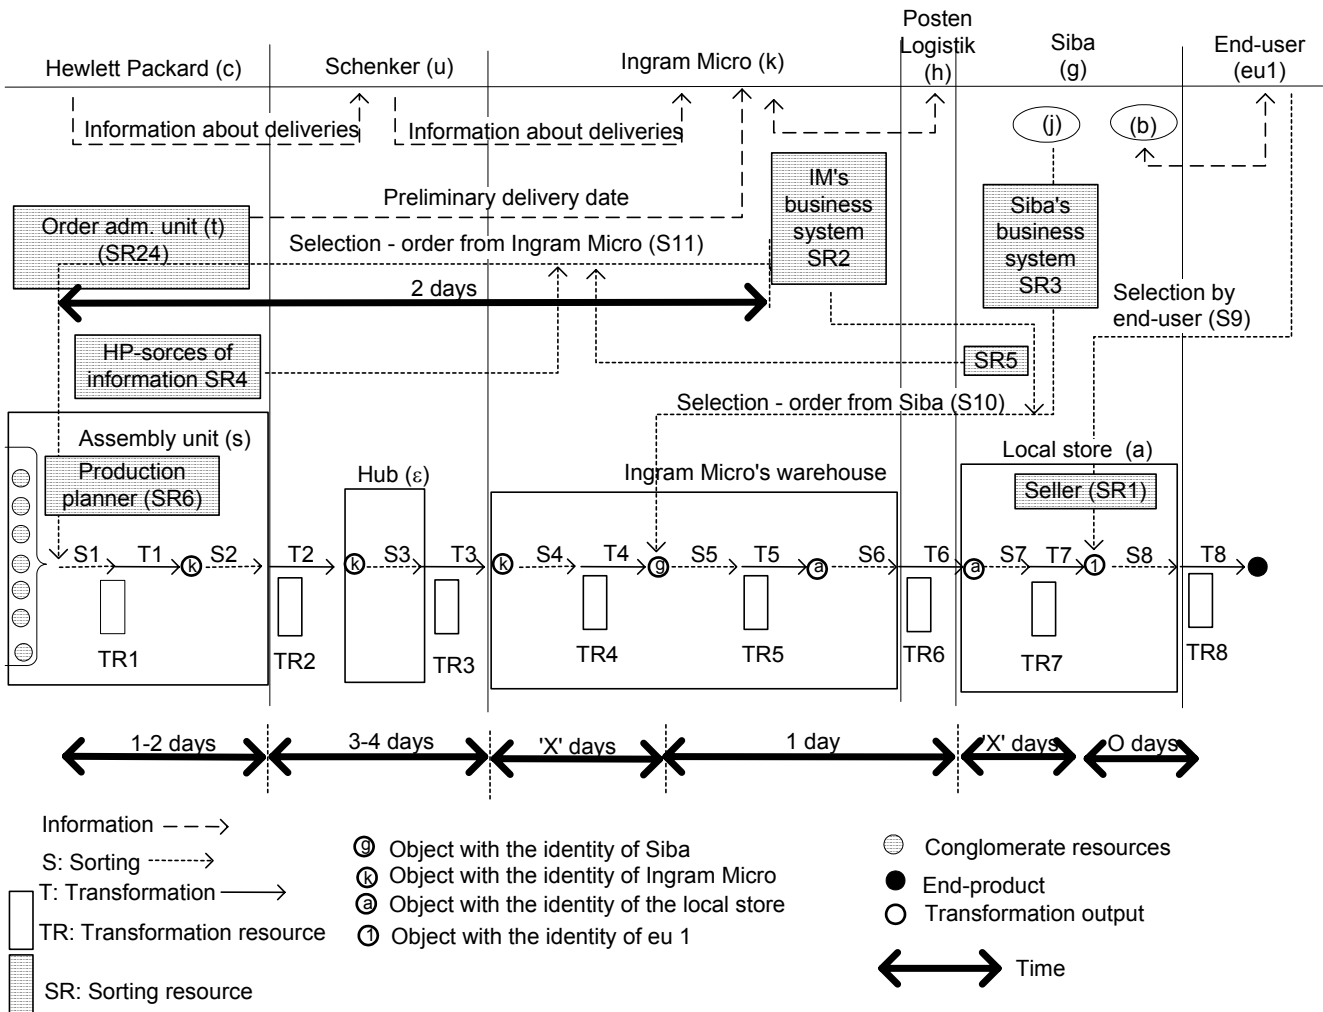 Hewlett Packard (c)
Schenker (u)
Ingram Micro (k)
Posten
Logistik
(h)
Siba
(g)
End-user
(eu1)
Information about deliveries
Information about deliveries
(j)
(b)
Preliminary delivery date
Order adm. unit (t)
(SR24)
Selection - order from Ingram Micro (S11)
IM's
business
system
SR2
Siba's
business
system
SR3
2 days
Selection by
end-user (S9)
HP-sorces of
information SR4
SR5
Selection - order from Siba (S10)
Assembly unit (s)
Production
planner (SR6)
Hub (ε)
Ingram Micro's warehouse
Local store (a)
Seller (SR1)
S1 T1 k S2 T2 k S3 T3 k S4 T4 g S5 T5 a S6 T6 a S7 T7 1 S8 T8
TR1 TR2 TR3 TR4 TR5 TR6 TR7 TR8
1-2 days
3-4 days
'X' days
1 day
'X' days
O days
Information
S: Sorting
T: Transformation
TR: Transformation resource
SR: Sorting resource
g Object with the identity of Siba
k Object with the identity of Ingram Micro
a Object with the identity of the local store
1 Object with the identity of eu 1
Conglomerate resources
End-product
Transformation output
Time